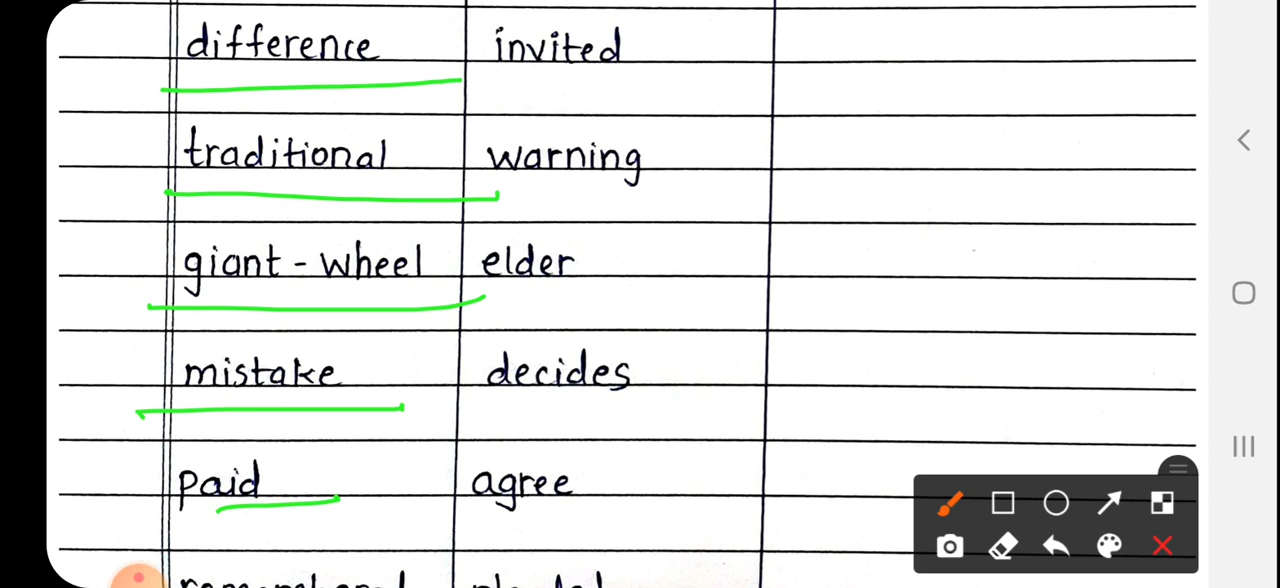 difference invited
traditional warning
giant - wheel elder
mistake decides
paid agree